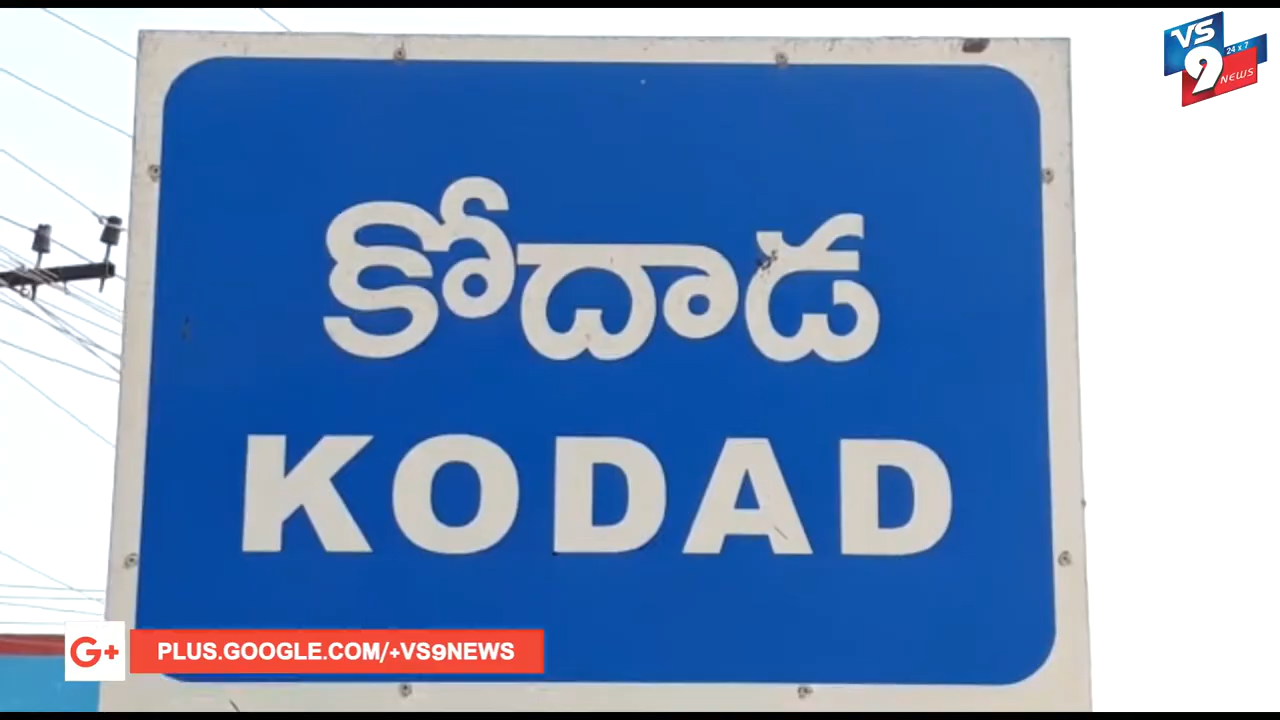 VS
9
24 x 7
NEWS
కోదాడ
KODAD
G+ PLUS.GOOGLE.COM/+VS9NEWS